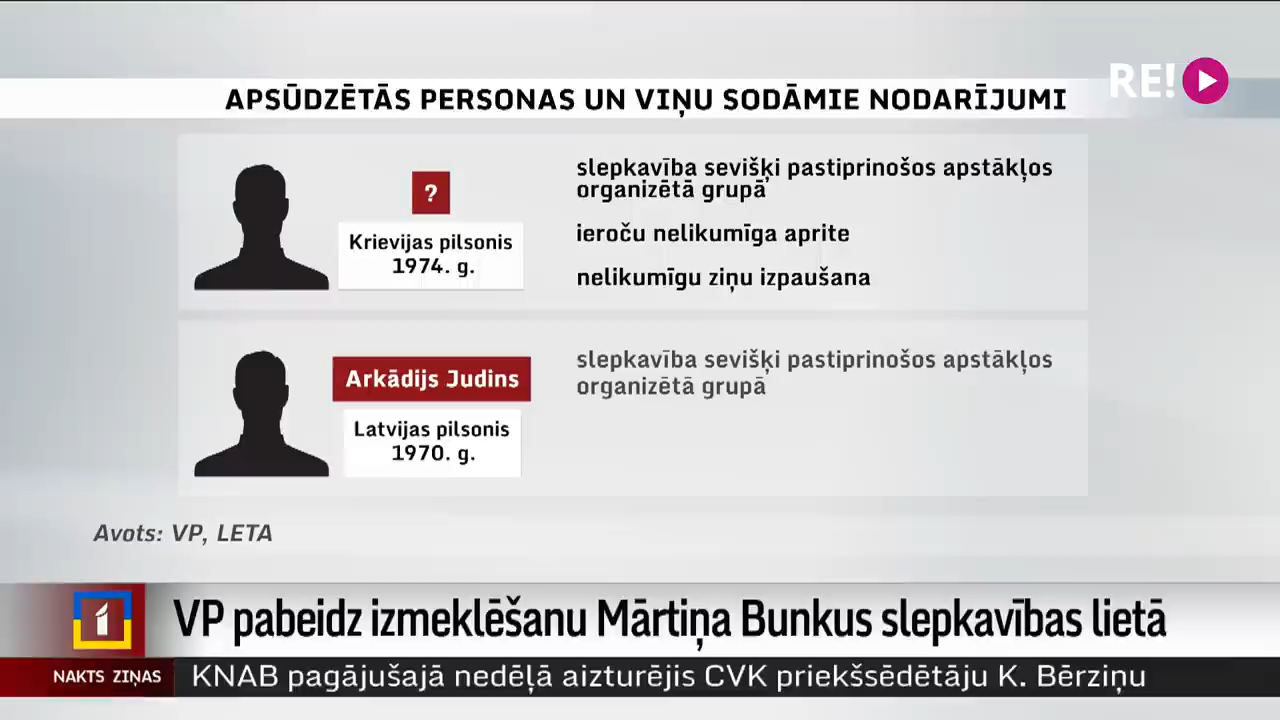 RE!
APSŪDZĒTĀS PERSONAS UN VIŅU SODĀMIE NODARĪJUMI
?
Krievijas pilsonis
1974. g.
slepkavība sevišķi pastiprinošos apstākļos
organizētā grupā
ieroču nelikumīga aprite
nelikumīgu ziņu izpaušana
Arkādijs Judins
Latvijas pilsonis
1970. g.
slepkavība sevišķi pastiprinošos apstākļos
organizētā grupā
Avots: VP, LETA
1
VP pabeidz izmeklēšanu Mārtiņa Bunkus slepkavības lietā
NAKTS ZIŅAS
KNAB pagājušajā nedēļā aizturējis CVK priekšsēdētāju K. Bērziņu